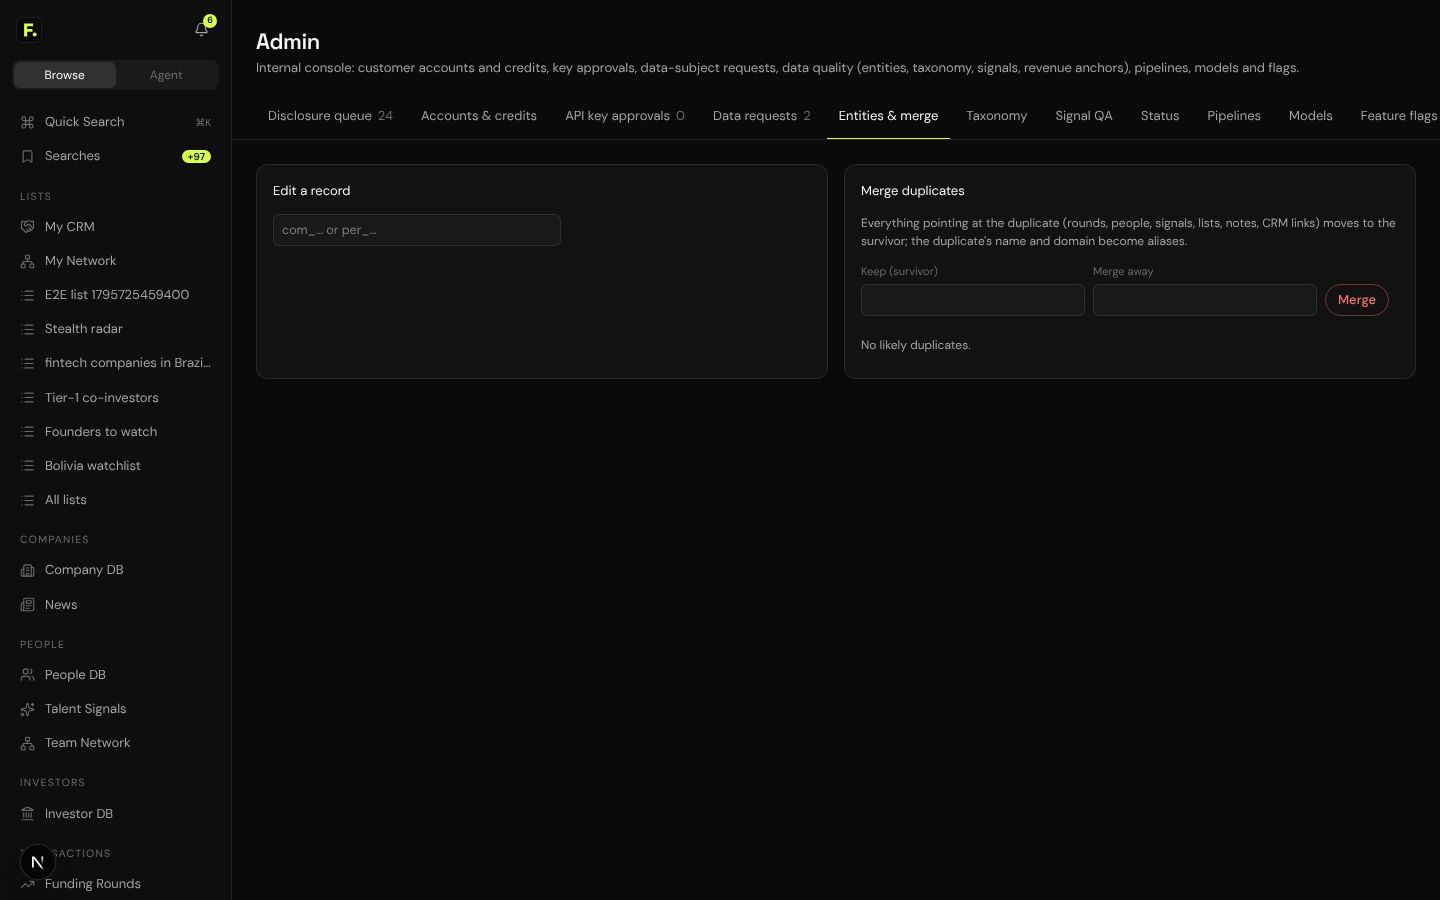 F.
6
Browse
Agent
Quick Search
⌘K
Searches
+97
LISTS
My CRM
My Network
E2E list 1795725459400
Stealth radar
fintech companies in Brazi…
Tier-1 co-investors
Founders to watch
Bolivia watchlist
All lists
COMPANIES
Company DB
News
PEOPLE
People DB
Talent Signals
Team Network
INVESTORS
Investor DB
SACTIONS
N
Funding Rounds
Admin
Internal console: customer accounts and credits, key approvals, data-subject requests, data quality (entities, taxonomy, signals, revenue anchors), pipelines, models and flags.
Disclosure queue 24
Accounts & credits
API key approvals 0
Data requests 2
Entities & merge
Taxonomy
Signal QA
Status
Pipelines
Models
Feature flags
Edit a record
com_… or per_…
Merge duplicates
Everything pointing at the duplicate (rounds, people, signals, lists, notes, CRM links) moves to the
survivor; the duplicate's name and domain become aliases.
Keep (survivor)
Merge away
Merge
No likely duplicates.